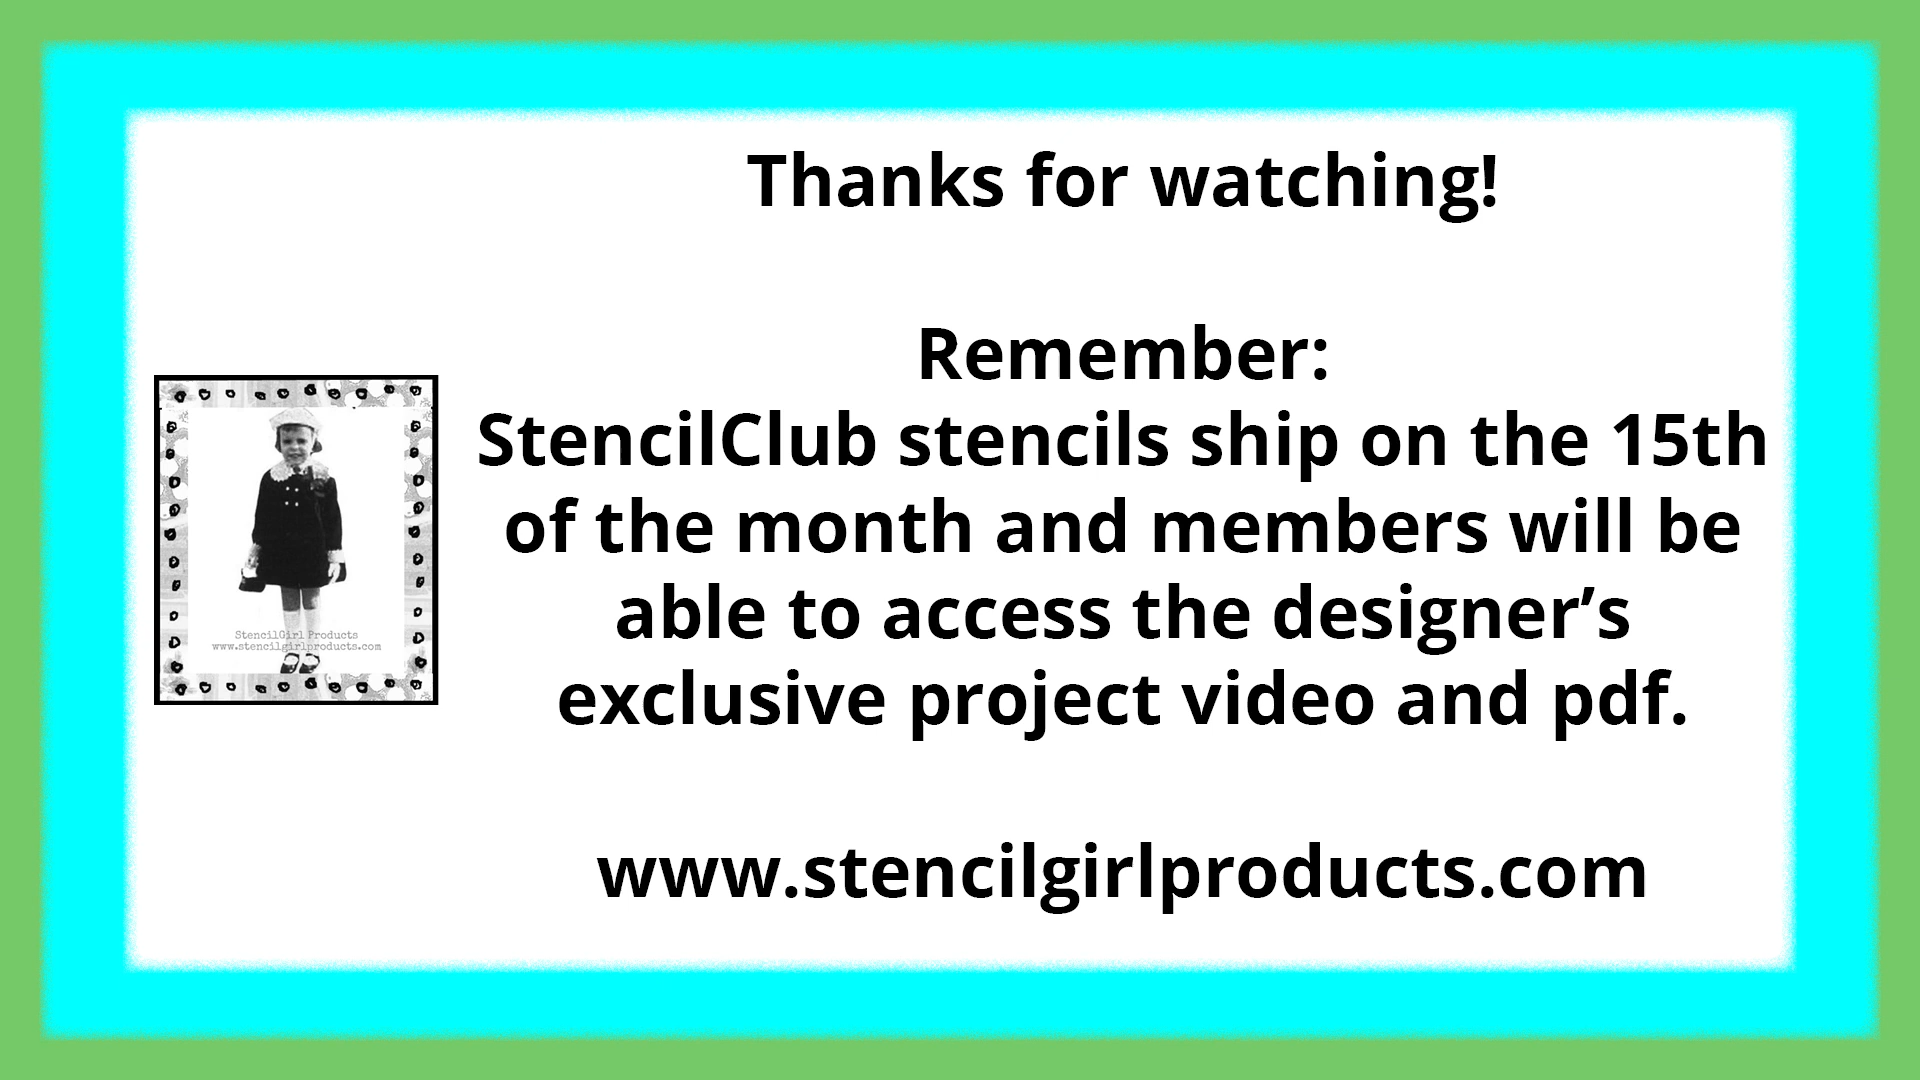 Thanks for watching!
Remember:
StencilClub stencils ship on the 15th
of the month and members will be
able to access the designer’s
exclusive project video and pdf.
www.stencilgirlproducts.com
StencilGirl Products
www.stencilgirlproducts.com